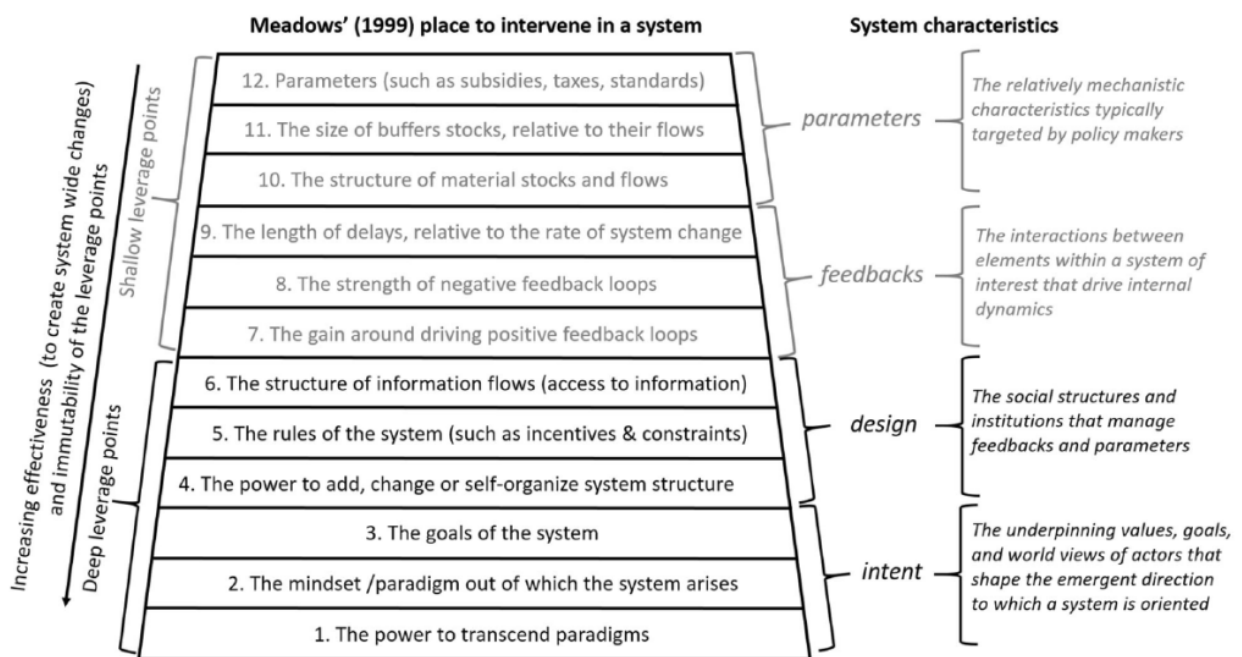 Meadows’ (1999) place to intervene in a system
System characteristics
Increasing effectiveness (to create system wide changes)
and immutability of the leverage points
Shallow leverage points
Deep leverage points
12. Parameters (such as subsidies, taxes, standards)
11. The size of buffers stocks, relative to their flows
10. The structure of material stocks and flows
9. The length of delays, relative to the rate of system change
8. The strength of negative feedback loops
7. The gain around driving positive feedback loops
6. The structure of information flows (access to information)
5. The rules of the system (such as incentives & constraints)
4. The power to add, change or self-organize system structure
3. The goals of the system
2. The mindset /paradigm out of which the system arises
1. The power to transcend paradigms
parameters
The relatively mechanistic
characteristics typically
targeted by policy makers
feedbacks
The interactions between
elements within a system of
interest that drive internal
dynamics
design
The social structures and
institutions that manage
feedbacks and parameters
intent
The underpinning values, goals,
and world views of actors that
shape the emergent direction
to which a system is oriented